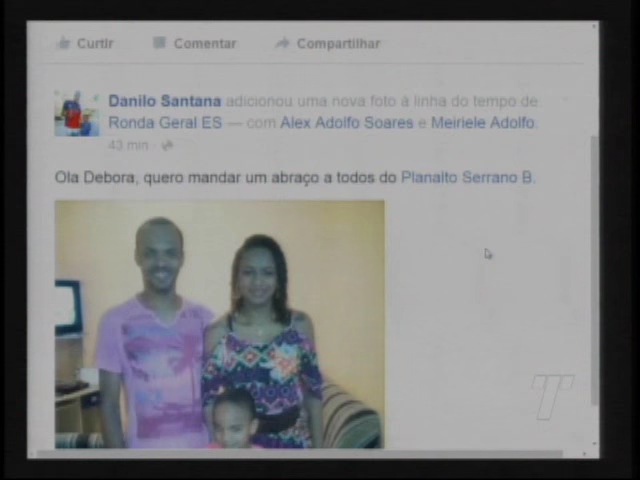 Curtir Comentar Compartilhar
Danilo Santana adicionou uma nova foto à linha do tempo de
Ronda Geral ES — com Alex Adolfo Soares e Meiriele Adolfo.
43 min ·
Ola Debora, quero mandar um abraço a todos do Planalto Serrano B.
T